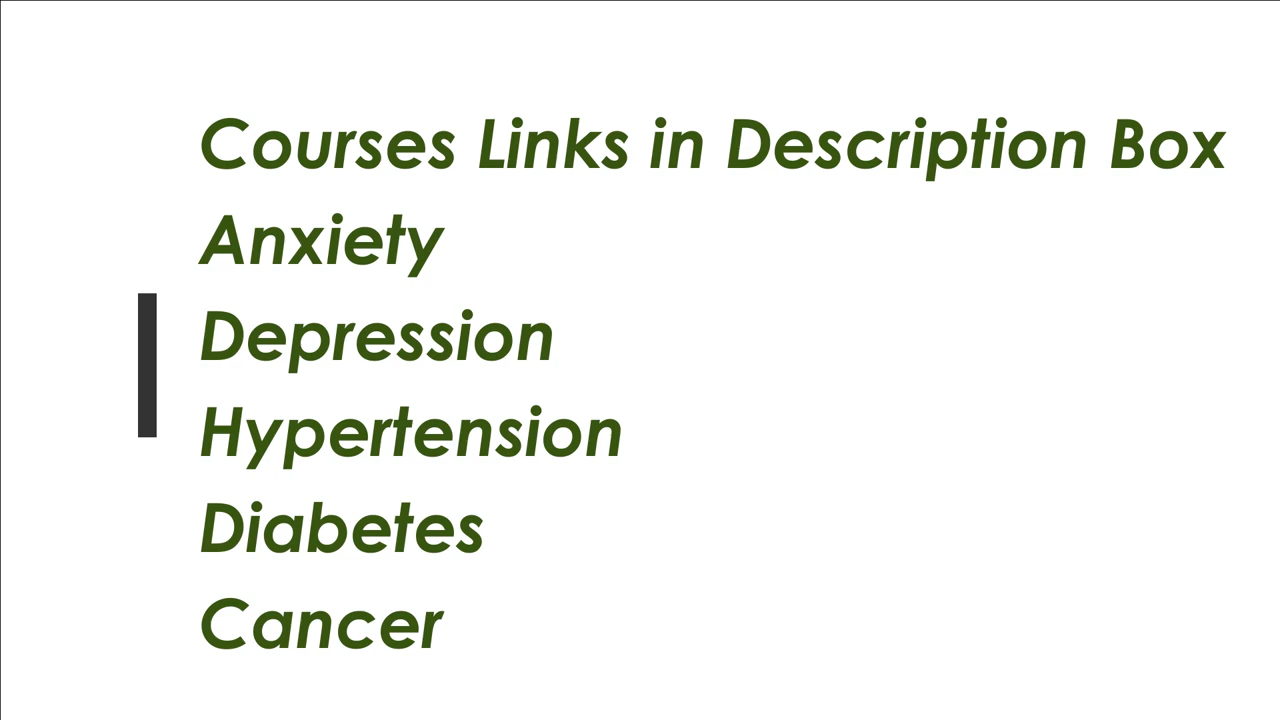 Courses Links in Description Box
Anxiety
Depression
Hypertension
Diabetes
Cancer